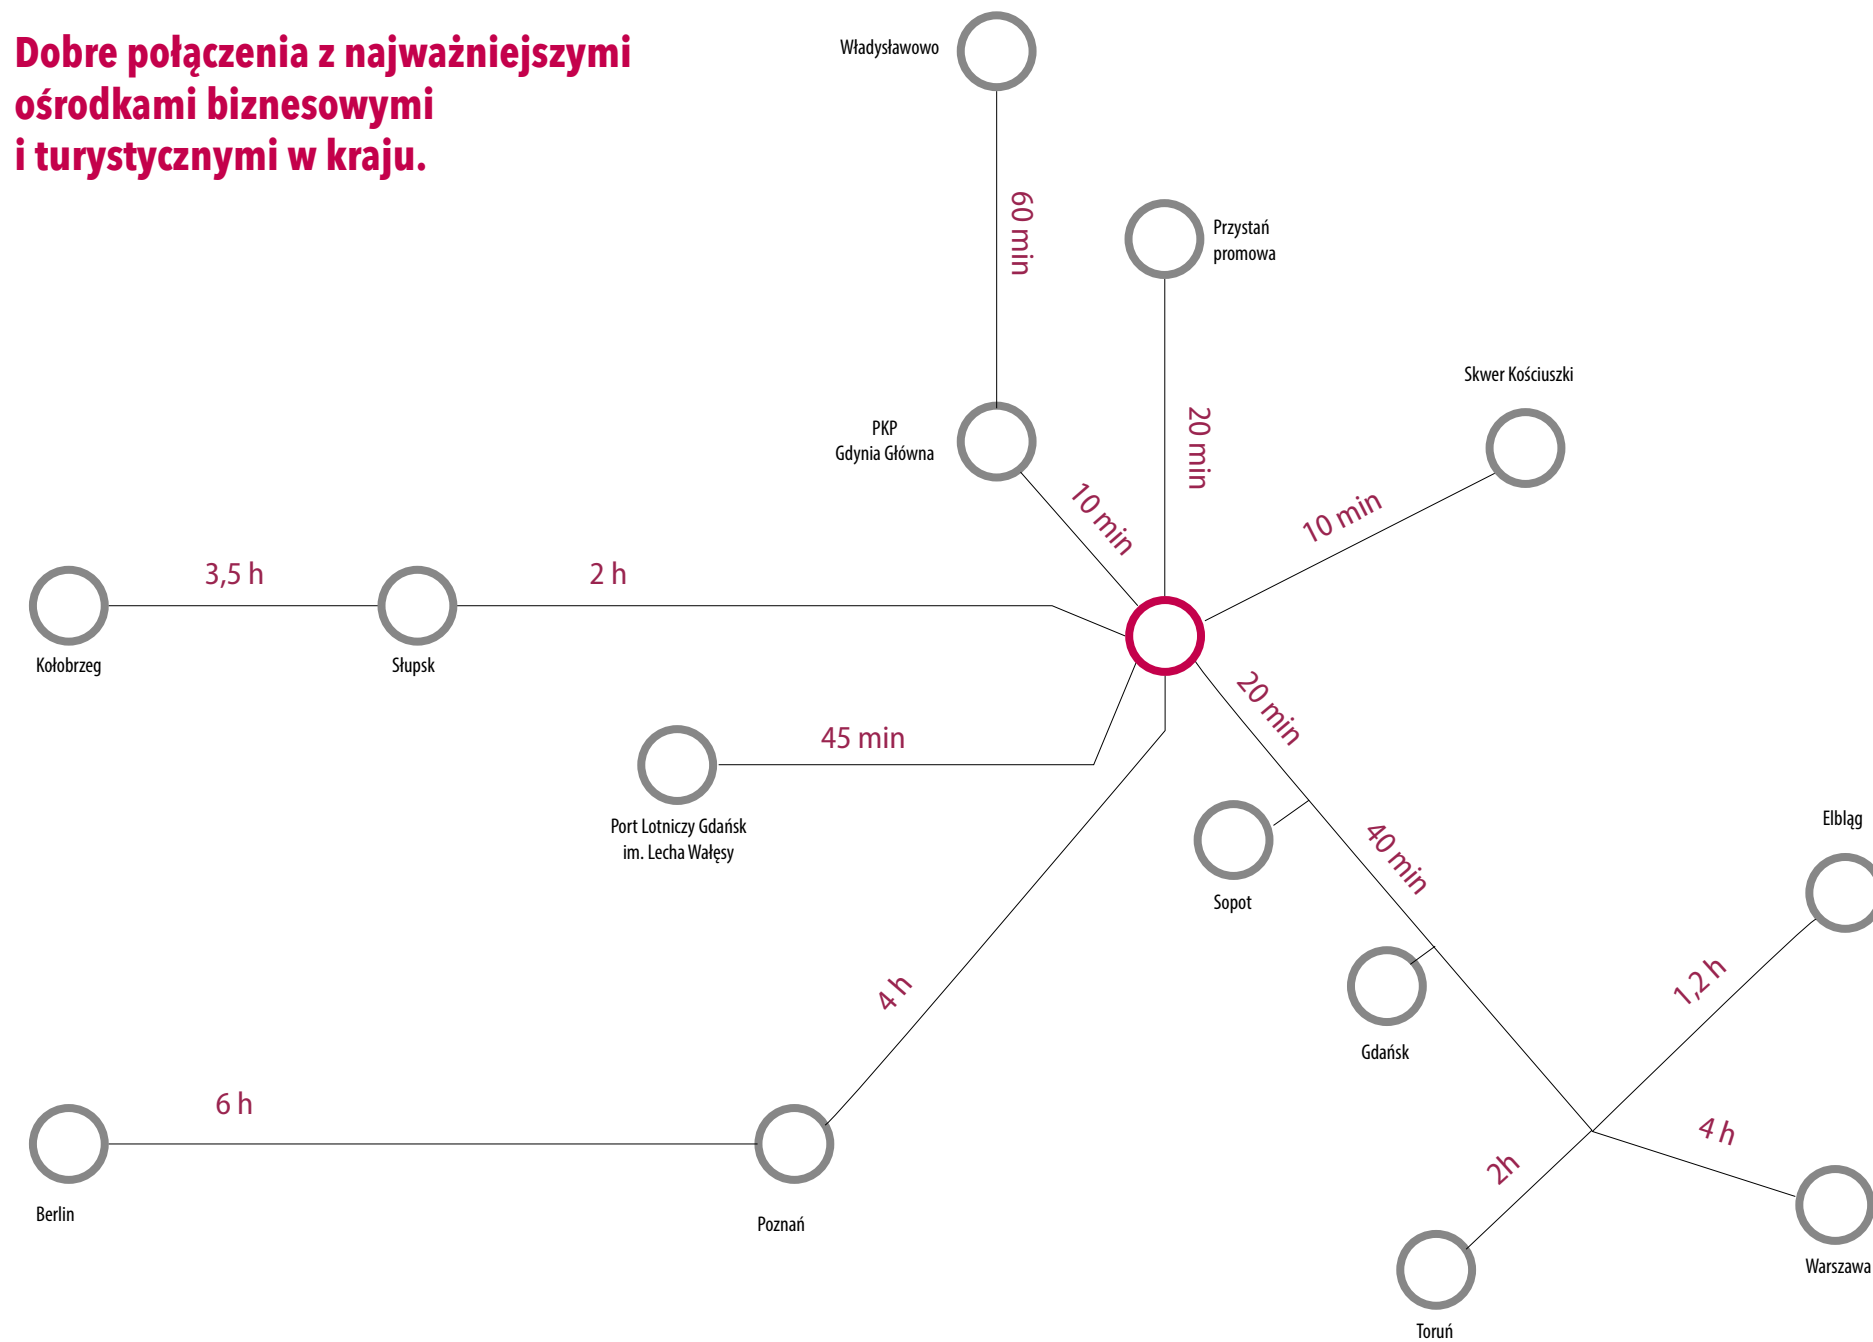 Dobre połączenia z najważniejszymi
ośrodkami biznesowymi
i turystycznymi w kraju.
Władysławowo
60 min
Przystań
promowa
20 min
Skwer Kościuszki
PKP
Gdynia Główna
10 min
10 min
3,5 h
2 h
Kołobrzeg
Słupsk
20 min
45 min
Port Lotniczy Gdańsk
im. Lecha Wałęsy
40 min
Elbląg
Sopot
4 h
1,2 h
Gdańsk
6 h
4 h
2h
Berlin
Poznań
Warszawa
Toruń